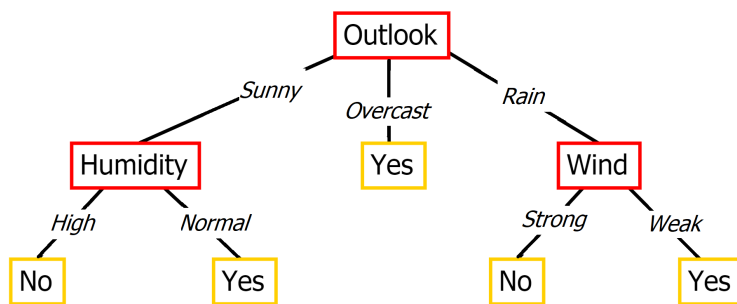 Outlook
Sunny
Overcast
Rain
Humidity
Yes
Wind
High
Normal
Strong
Weak
No
Yes
No
Yes